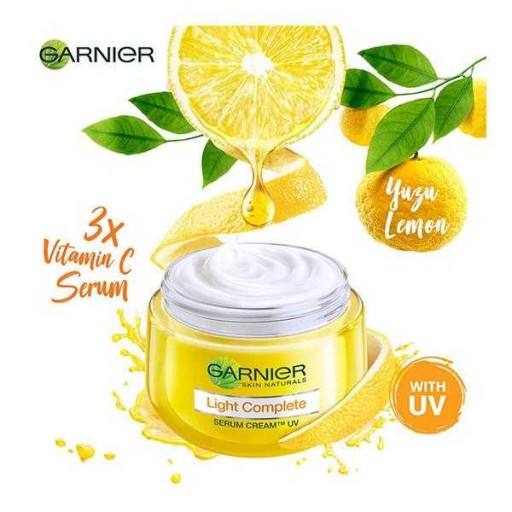 GARNIER
3x
Vitamin C
Serum
Yuzu
Lemon
GARNIER
SKIN NATURALS
Light Complete
SERUM CREAM™ UV
WITH
UV